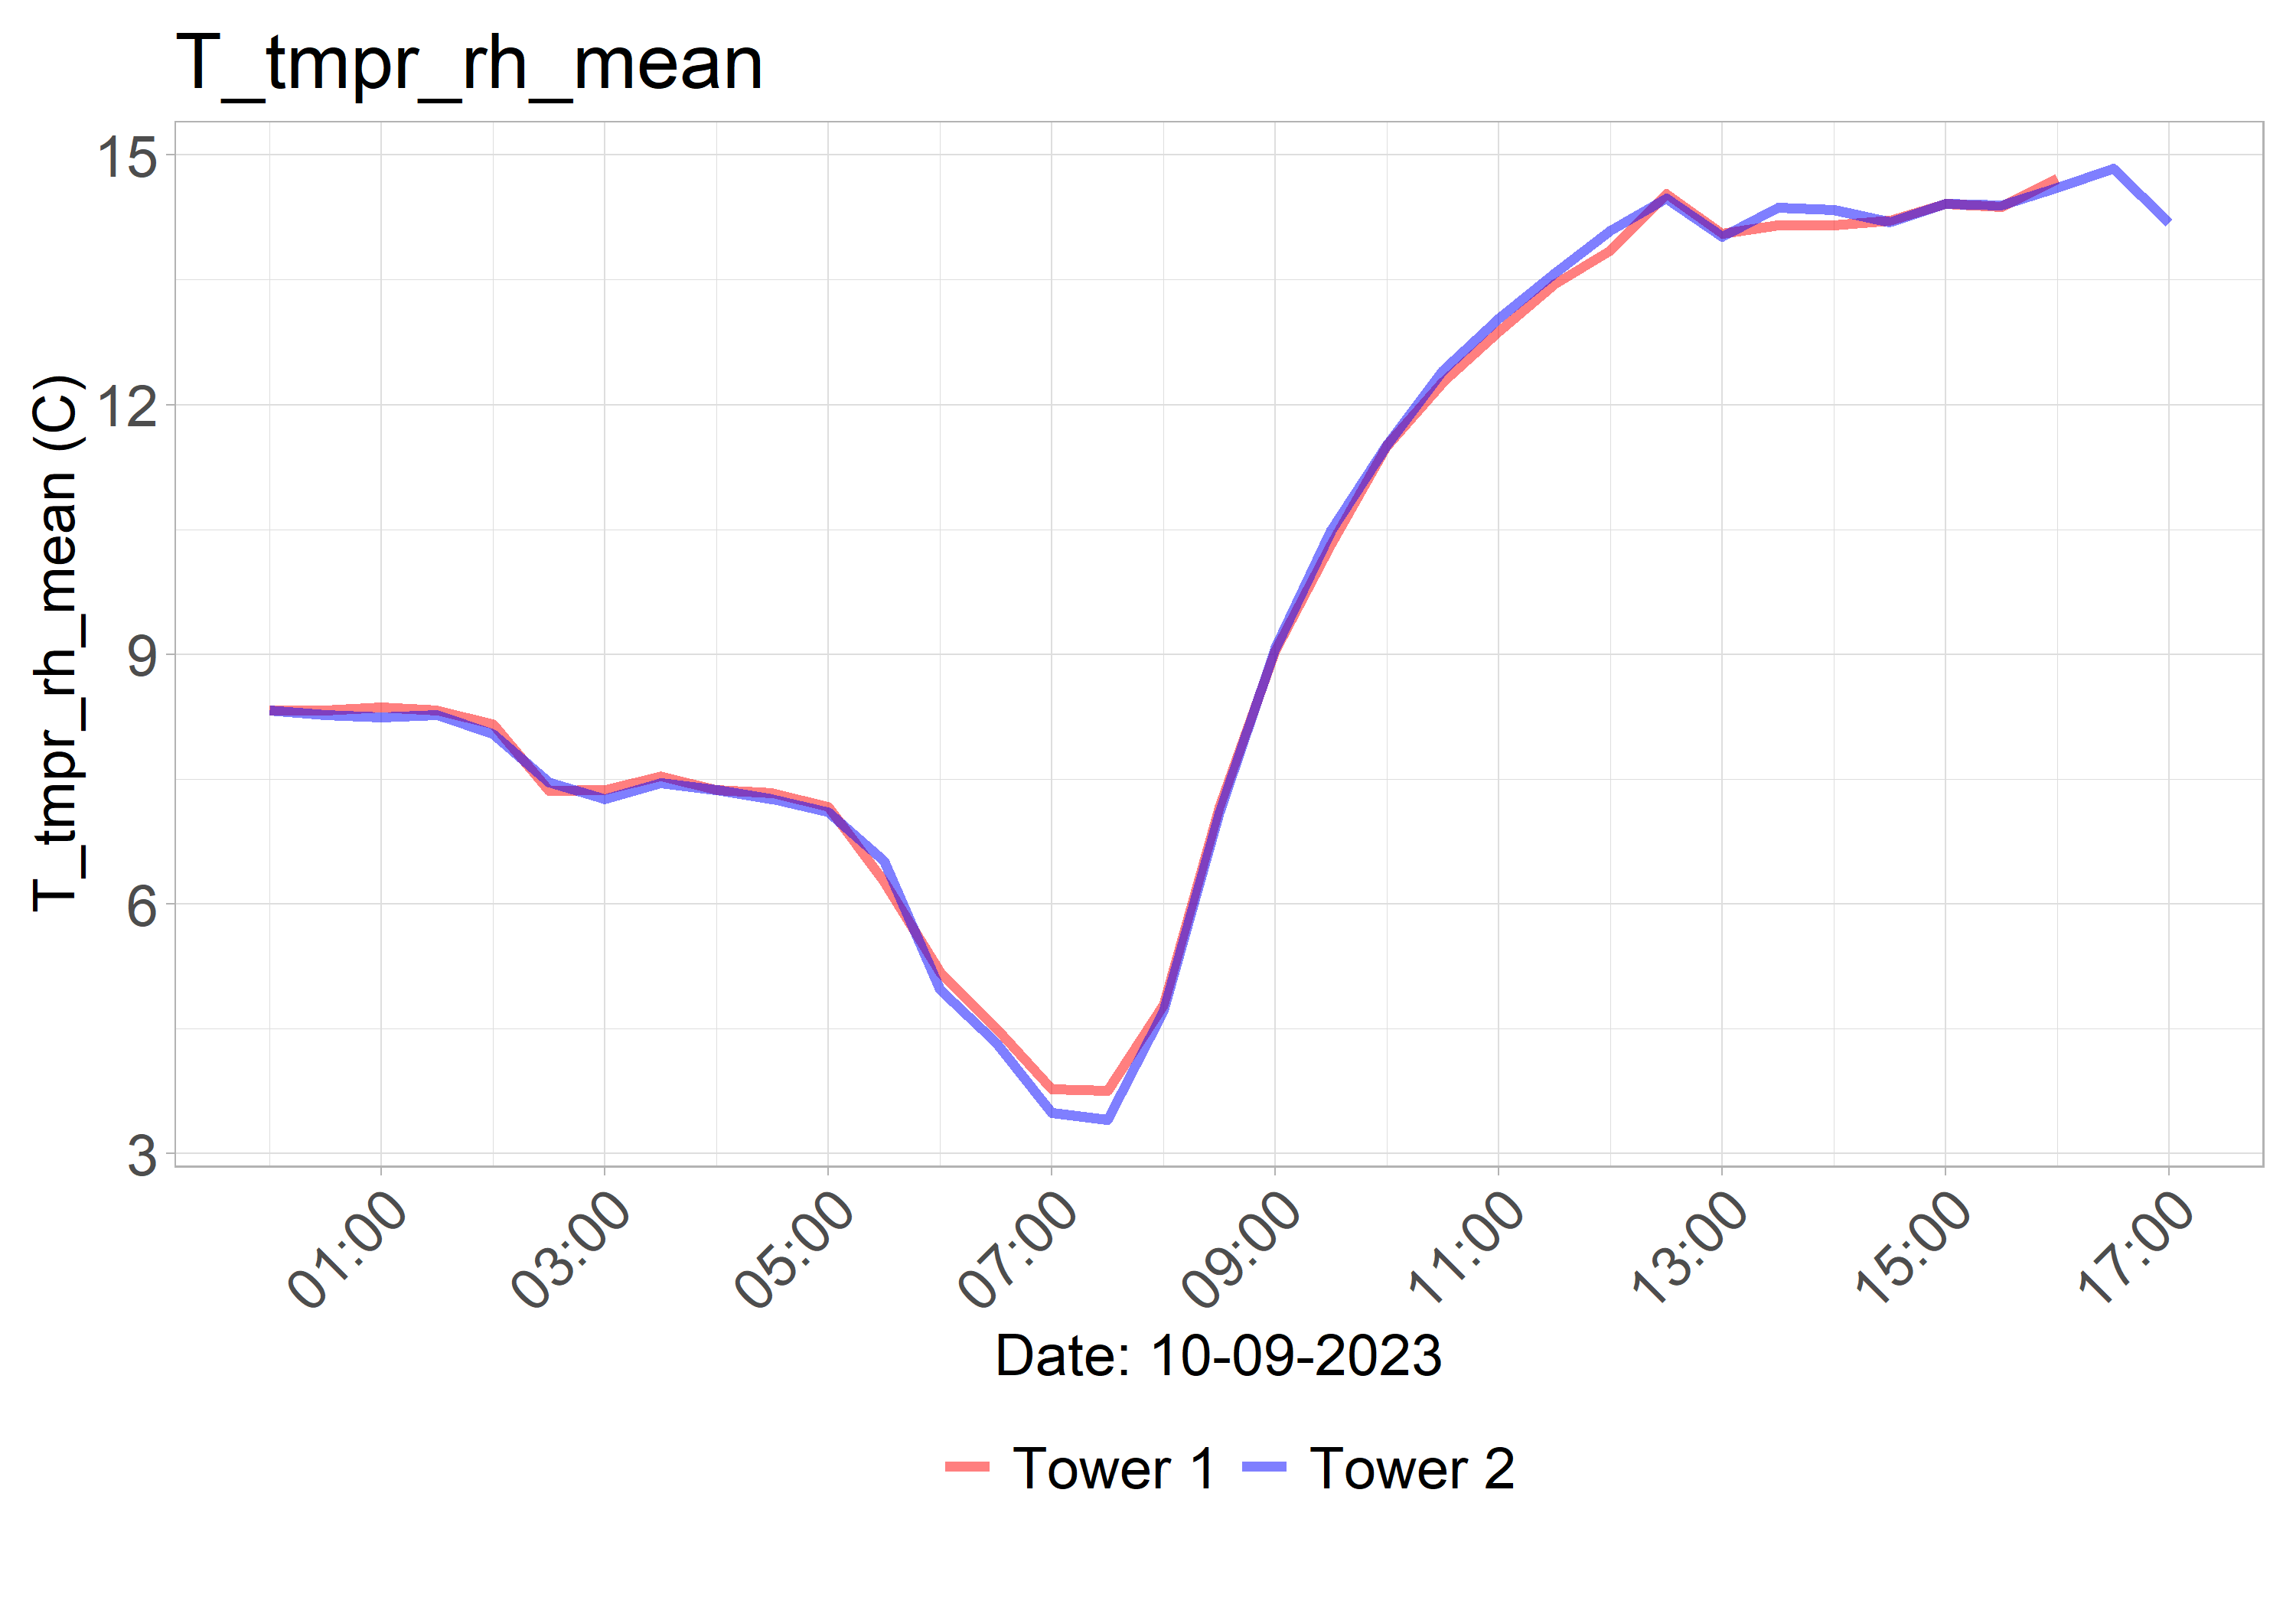 T_tmpr_rh_mean
T_tmpr_rh_mean (C)
15
12
9
6
3
01:00 03:00 05:00 07:00 09:00 11:00 13:00 15:00 17:00
Date: 10-09-2023
Tower 1 Tower 2